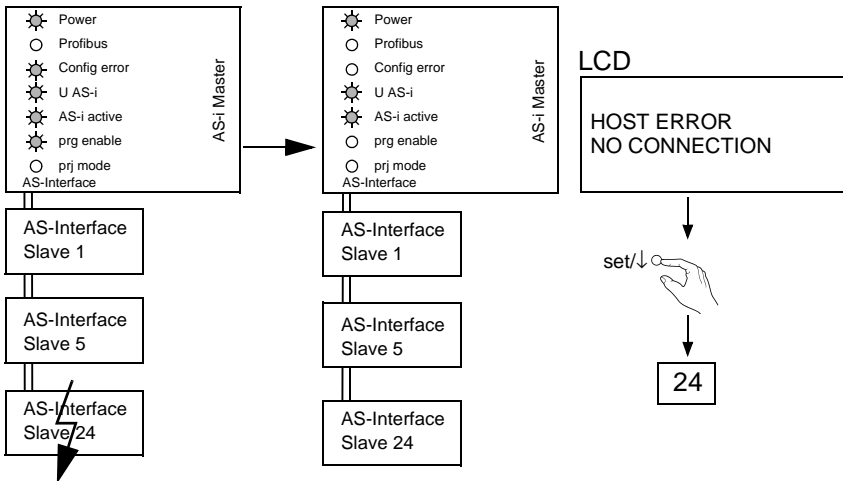 Power
Profibus
Config error
U AS-i
AS-i active
prg enable
prj mode
AS-Interface
AS-i Master
AS-Interface
Slave 1
AS-Interface
Slave 5
AS-Interface
Slave 24
Power
Profibus
Config error
U AS-i
AS-i active
prg enable
prj mode
AS-Interface
AS-i Master
AS-Interface
Slave 1
AS-Interface
Slave 5
AS-Interface
Slave 24
LCD
HOST ERROR
NO CONNECTION
set/↓
24